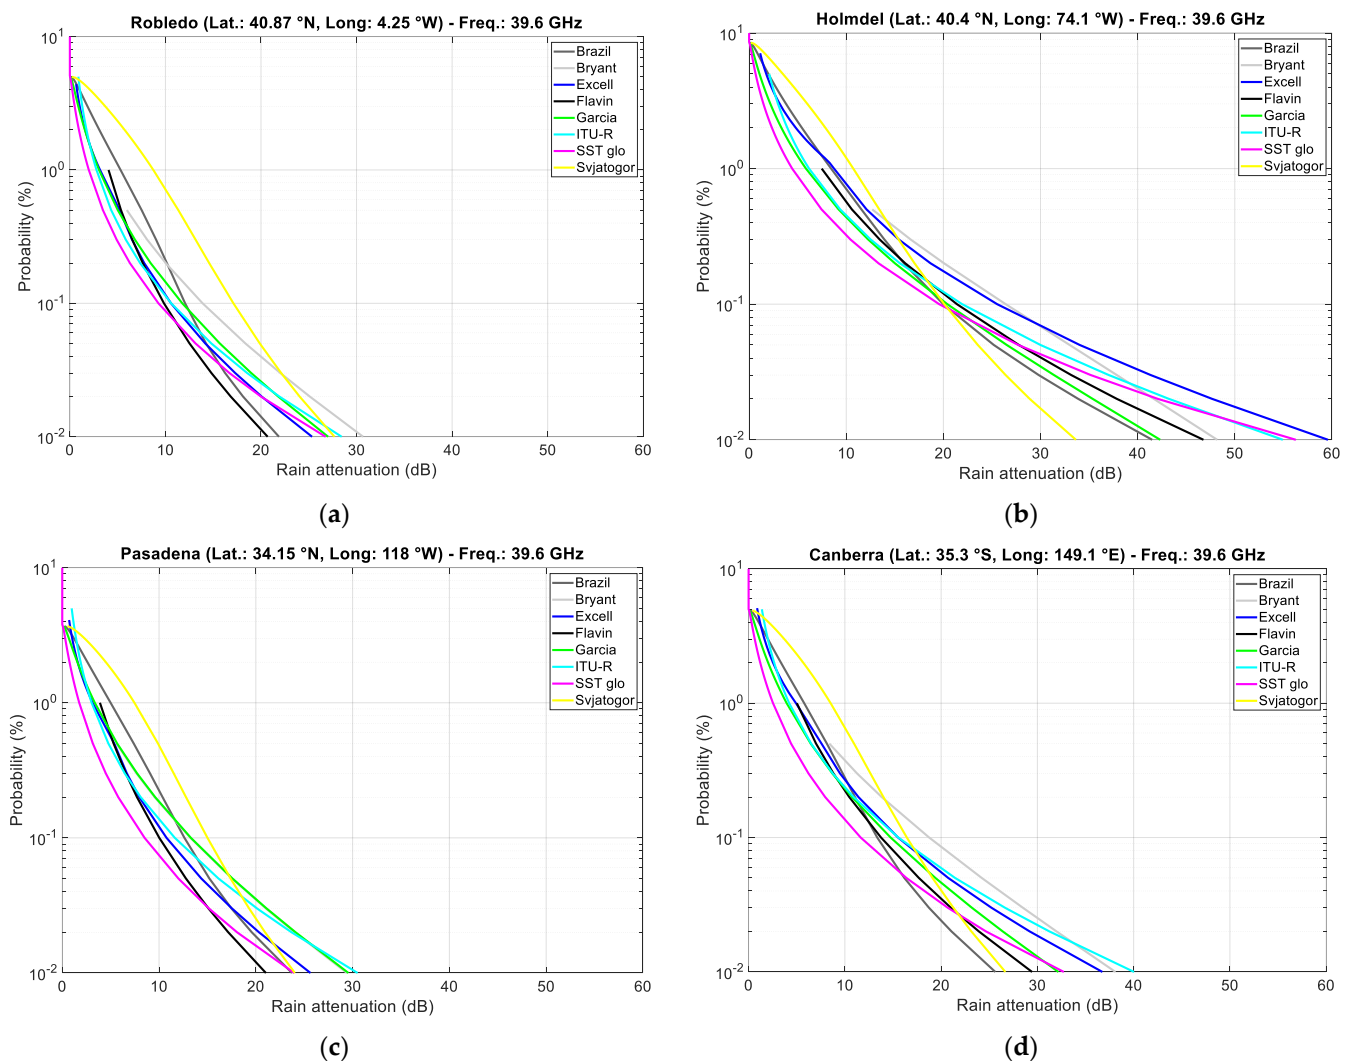 Robledo (Lat.: 40.87 °N, Long: 4.25 °W) - Freq.: 39.6 GHz
Probability (%)
10^1
10^0
10^-1
10^-2
Brazil
Bryant
Excell
Flavin
Garcia
ITU-R
SST glo
Svjatogor
0 10 20 30 40 50 60
Rain attenuation (dB)
(a)
Holmdel (Lat.: 40.4 °N, Long: 74.1 °W) - Freq.: 39.6 GHz
Probability (%)
10^1
10^0
10^-1
10^-2
Brazil
Bryant
Excell
Flavin
Garcia
ITU-R
SST glo
Svjatogor
0 10 20 30 40 50 60
Rain attenuation (dB)
(b)
Pasadena (Lat.: 34.15 °N, Long: 118 °W) - Freq.: 39.6 GHz
Probability (%)
10^1
10^0
10^-1
10^-2
Brazil
Bryant
Excell
Flavin
Garcia
ITU-R
SST glo
Svjatogor
0 10 20 30 40 50 60
Rain attenuation (dB)
(c)
Canberra (Lat.: 35.3 °S, Long: 149.1 °E) - Freq.: 39.6 GHz
Probability (%)
10^1
10^0
10^-1
10^-2
Brazil
Bryant
Excell
Flavin
Garcia
ITU-R
SST glo
Svjatogor
0 10 20 30 40 50 60
Rain attenuation (dB)
(d)